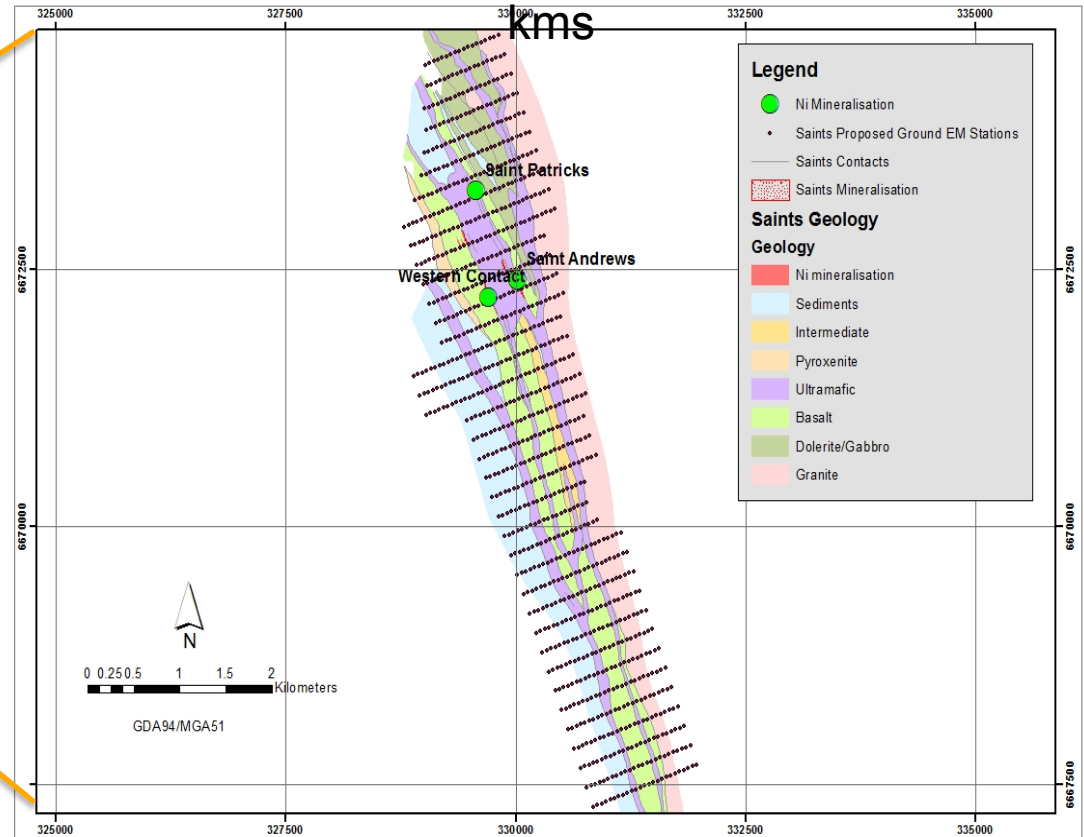 325000
327500
330000
332500
335000
kms
6672500
6670000
6667500
Saint Patricks
Saint Andrews
Western Contact
Legend
Ni Mineralisation
Saints Proposed Ground EM Stations
Saints Contacts
Saints Mineralisation
Saints Geology
Geology
Ni mineralisation
Sediments
Intermediate
Pyroxenite
Ultramafic
Basalt
Dolerite/Gabbro
Granite
6672500
6670000
6667500
N
0 0.25 0.5 1 1.5 2
Kilometers
GDA94/MGA51
325000
327500
330000
332500
335000